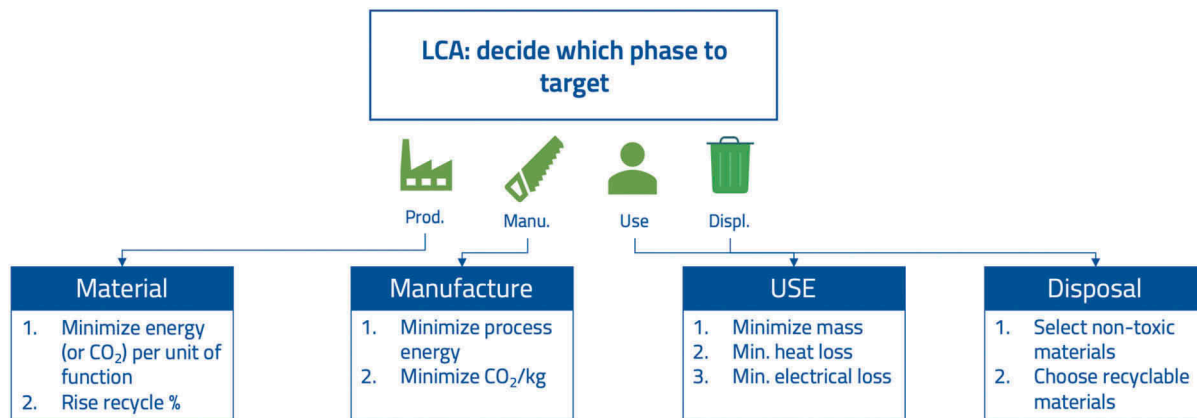 LCA: decide which phase to
target
Prod.
Manu.
Use
Displ.
Material
1. Minimize energy
(or CO₂) per unit of
function
2. Rise recycle %
Manufacture
1. Minimize process
energy
2. Minimize CO₂/kg
USE
1. Minimize mass
2. Min. heat loss
3. Min. electrical loss
Disposal
1. Select non-toxic
materials
2. Choose recyclable
materials